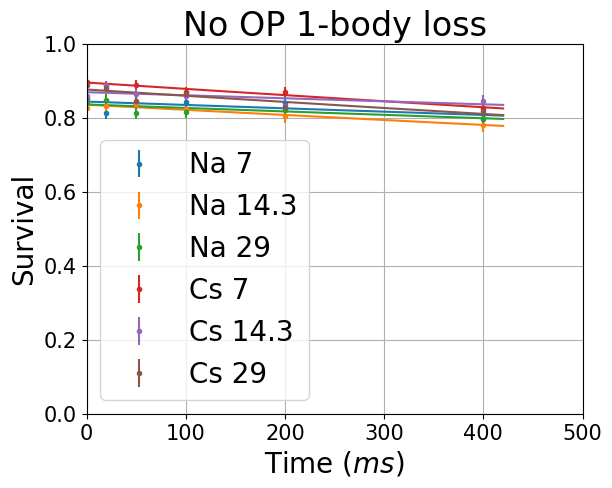 No OP 1-body loss
Survival
1.0
0.8
0.6
0.4
0.2
0.0
Na 7
Na 14.3
Na 29
Cs 7
Cs 14.3
Cs 29
0 100 200 300 400 500
Time (ms)